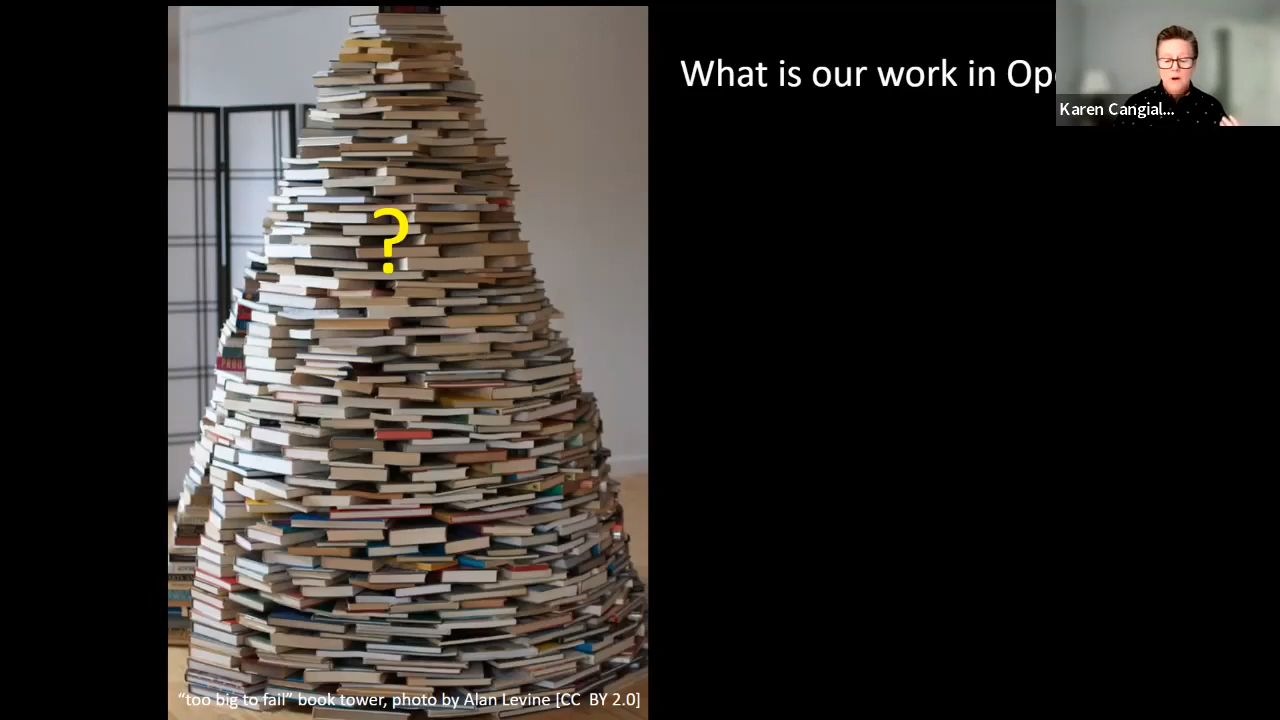 What is our work in Op
Karen Cangial...
?
“too big to fail” book tower, photo by Alan Levine [CC BY 2.0]